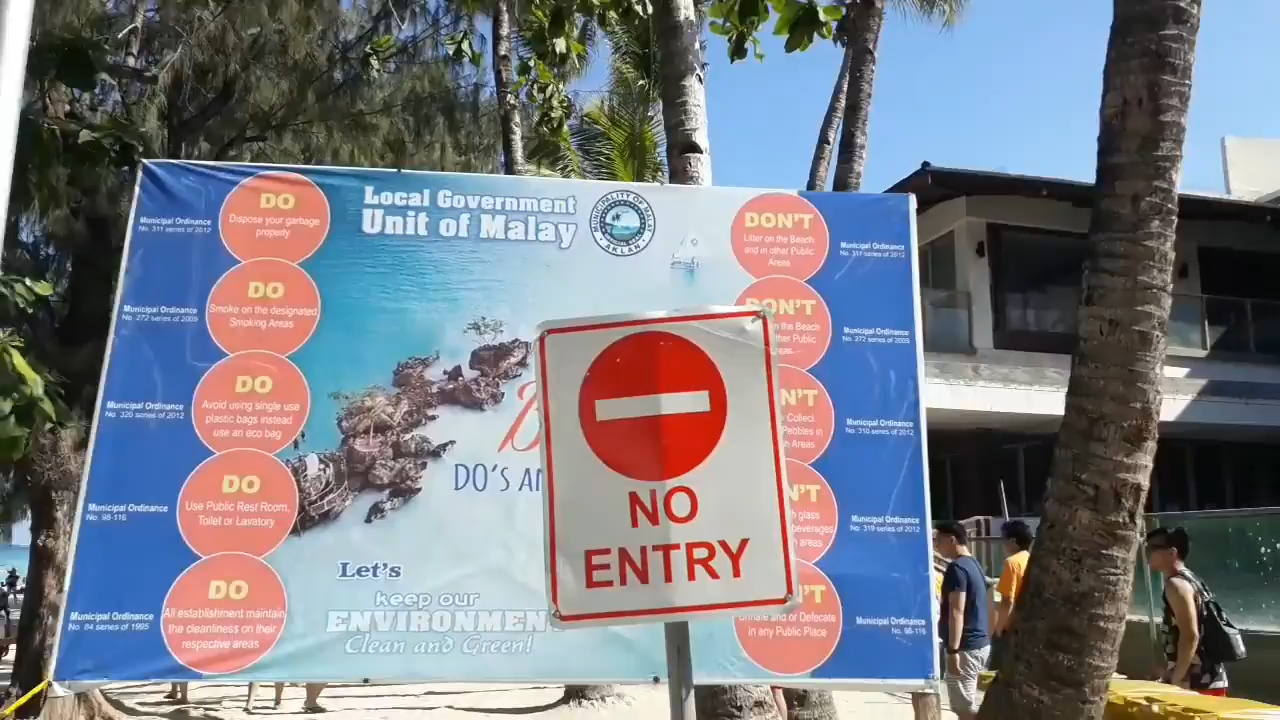 Local Government
Unit of Malay
MUNICIPALITY OF MALAY
AKLAN
Municipal Ordinance
No. 311 series of 2012
DO
Dispose your garbage
properly
Municipal Ordinance
No. 272 series of 2009
DO
Smoke on the designated
Smoking Areas
Municipal Ordinance
No. 320 series of 2012
DO
Avoid using single use
plastic bags instead
use an eco bag
Municipal Ordinance
No. 98-116
DO
Use Public Rest Room,
Toilet or Lavatory
Municipal Ordinance
No. 84 series of 1995
DO
All establishment maintain
the cleanliness on their
respective areas
B
DO'S AN
Let's
keep our
ENVIRONMEN
Clean and Green!
NO
ENTRY
DON'T
Litter on the Beach
and in other Public
Areas
Municipal Ordinance
No. 311 series of 2012
DON'T
n the Beach
ther Public
eas
Municipal Ordinance
No. 272 series of 2009
N'T
Collect
Pebbles in
h Areas
Municipal Ordinance
No. 310 series of 2012
N'T
h glass
beverages
h areas
Municipal Ordinance
No. 319 series of 2012
N'T
Urinate and or Defecate
in any Public Place
Municipal Ordinance
No. 98-116